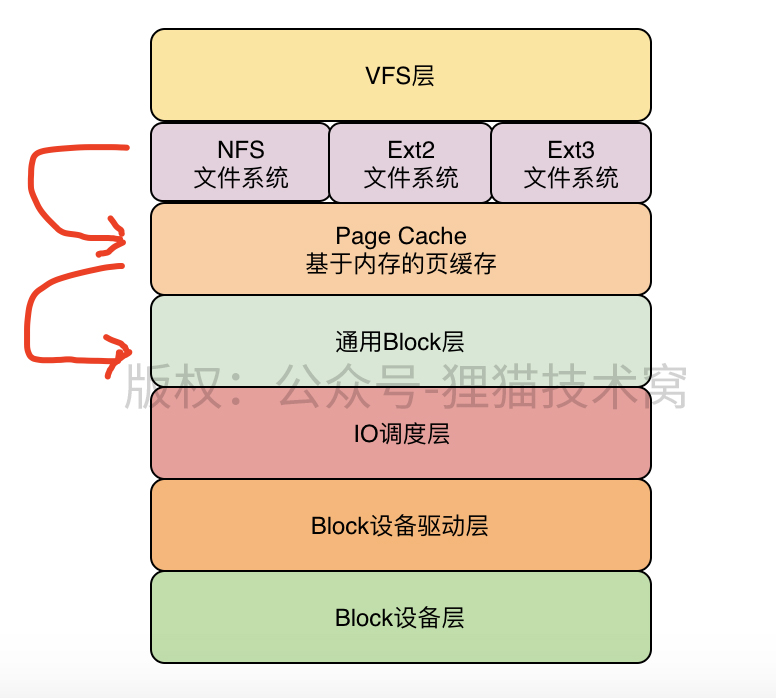 VFS层
NFS
文件系统
Ext2
文件系统
Ext3
文件系统
Page Cache
基于内存的页缓存
通用Block层
版权：公众号-狸猫技术窝
IO调度层
Block设备驱动层
Block设备层